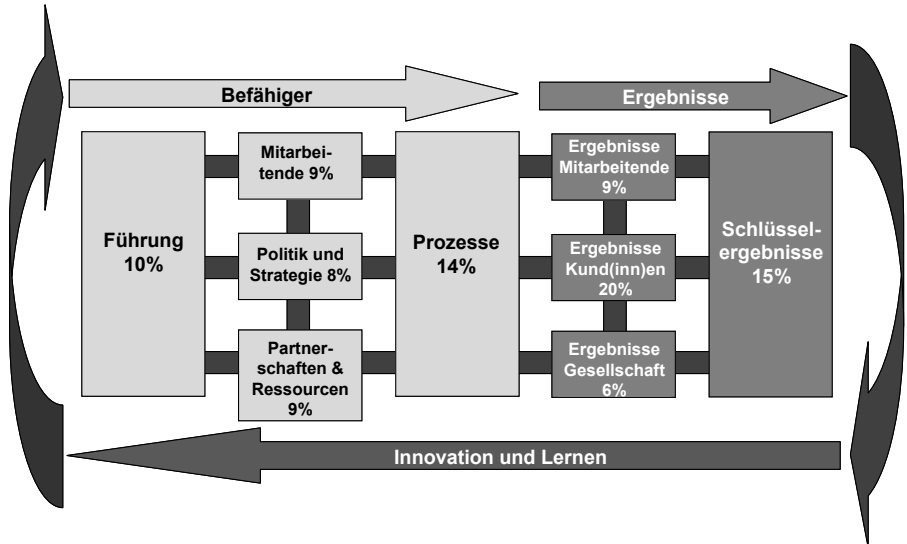 Befähiger
Ergebnisse
Führung
10%
Mitarbei-
tende 9%
Politik und
Strategie 8%
Partner-
schaften &
Ressourcen
9%
Prozesse
14%
Ergebnisse
Mitarbeitende
9%
Ergebnisse
Kund(inn)en
20%
Ergebnisse
Gesellschaft
6%
Schlüssel-
ergebnisse
15%
Innovation und Lernen